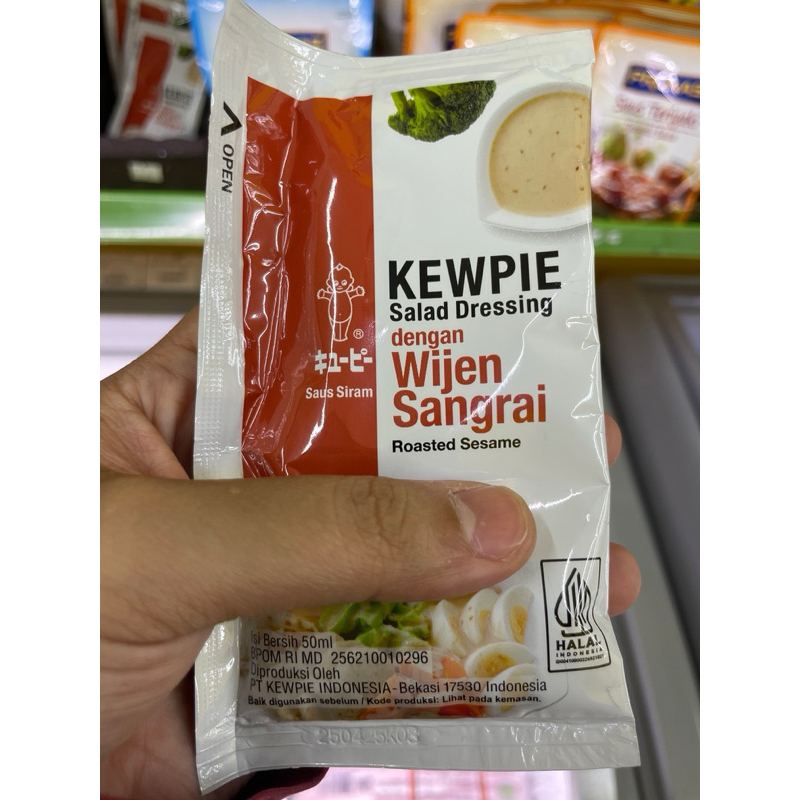 OPEN
KEWPIE
Salad Dressing
dengan
Wijen
Sangrai
Roasted Sesame
®
キユーピー
Saus Siram
HALAL
INDONESIA
Isi Bersih 50ml
BPOM RI MD 256210010296
Diproduksi Oleh
PT KEWPIE INDONESIA - Bekasi 17530 Indonesia
Baik digunakan sebelum / Kode produksi: Lihat pada kemasan.
250425K03
KEWPIE